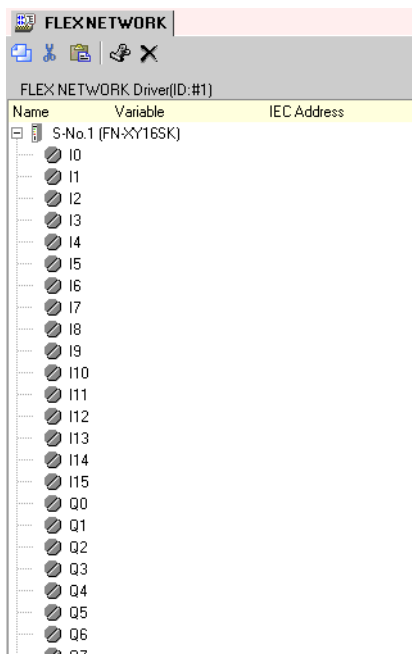 FLEXNETWORK
FLEX NETWORK Driver(ID:#1)
Name Variable IEC Address
S-No.1 (FN-XY16SK)
I0
I1
I2
I3
I4
I5
I6
I7
I8
I9
I10
I11
I12
I13
I14
I15
Q0
Q1
Q2
Q3
Q4
Q5
Q6